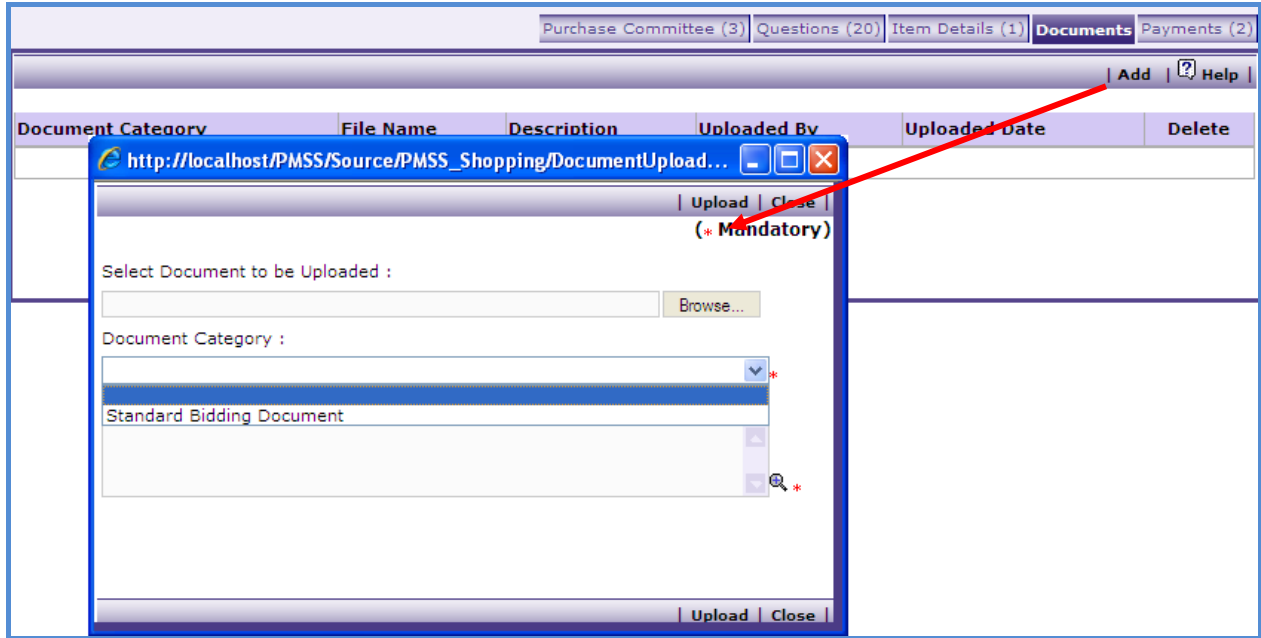 Purchase Committee (3) Questions (20) Item Details (1) Documents Payments (2)
| Add | Help |
Document Category File Name Description Uploaded By Uploaded Date Delete
http://localhost/PMSS/Source/PMSS_Shopping/DocumentUpload...
| Upload | Close |
(* Mandatory)
Select Document to be Uploaded :
Browse...
Document Category :
*
Standard Bidding Document
*
| Upload | Close |